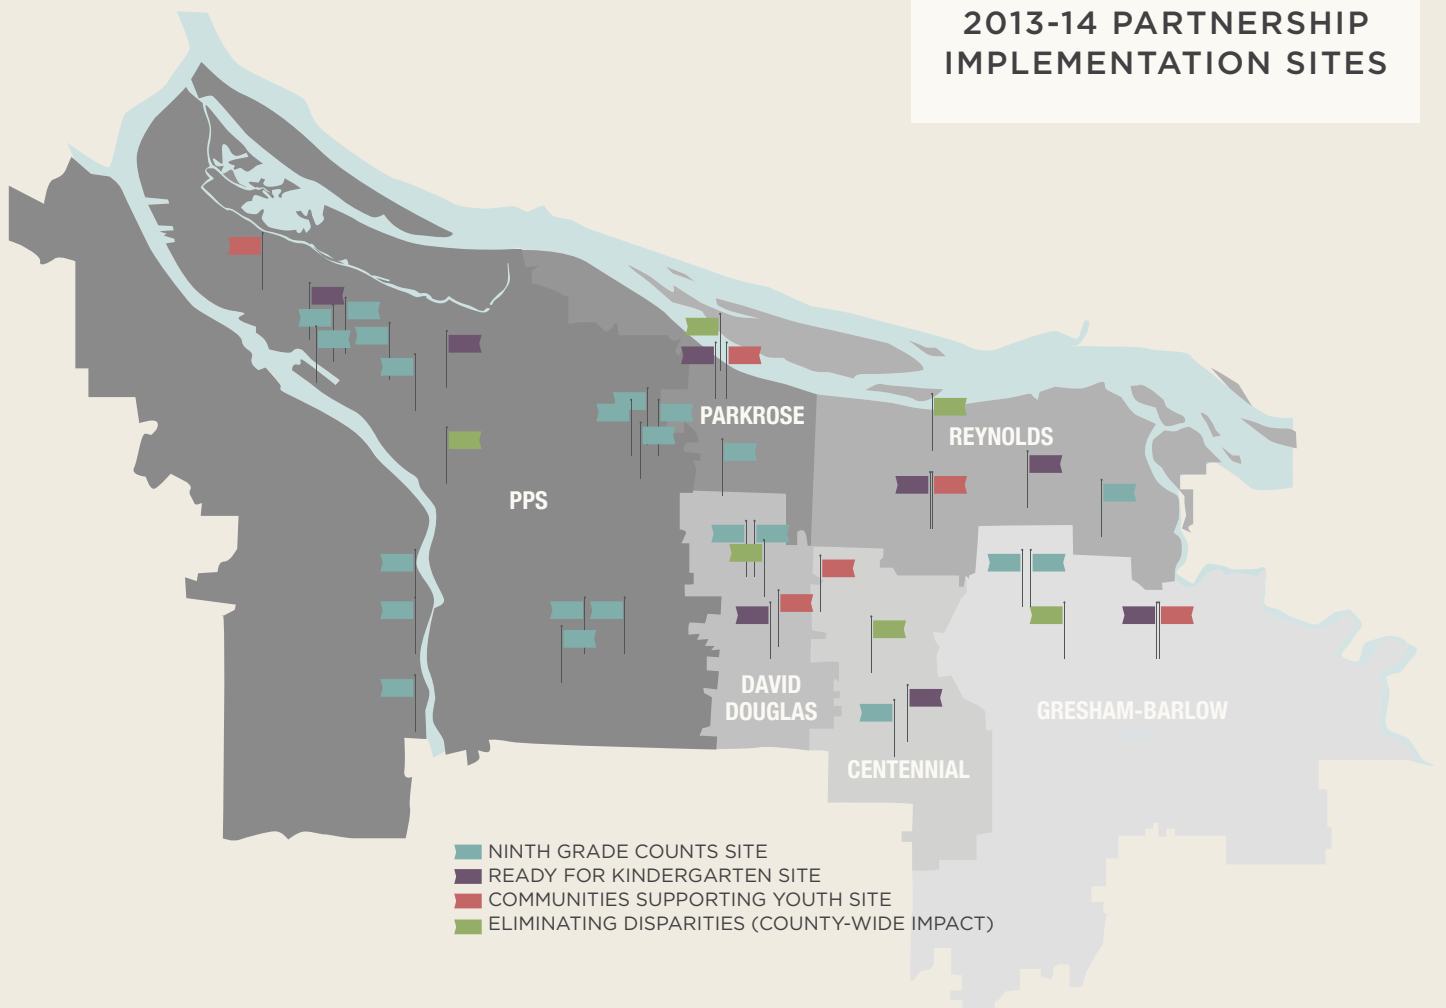 2013-14 PARTNERSHIP
IMPLEMENTATION SITES
PARKROSE
REYNOLDS
PPS
DAVID
DOUGLAS
GRESHAM-BARLOW
CENTENNIAL
NINTH GRADE COUNTS SITE
READY FOR KINDERGARTEN SITE
COMMUNITIES SUPPORTING YOUTH SITE
ELIMINATING DISPARITIES (COUNTY-WIDE IMPACT)